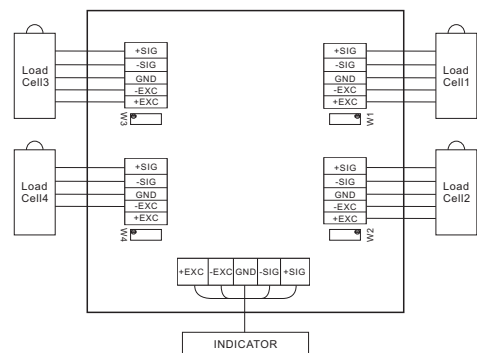 Load
Cell3
+SIG
-SIG
GND
-EXC
+EXC
W3
+SIG
-SIG
GND
-EXC
+EXC
W1
Load
Cell1
Load
Cell4
+SIG
-SIG
GND
-EXC
+EXC
W4
+SIG
-SIG
GND
-EXC
+EXC
W2
Load
Cell2
+EXC -EXC GND -SIG +SIG
INDICATOR